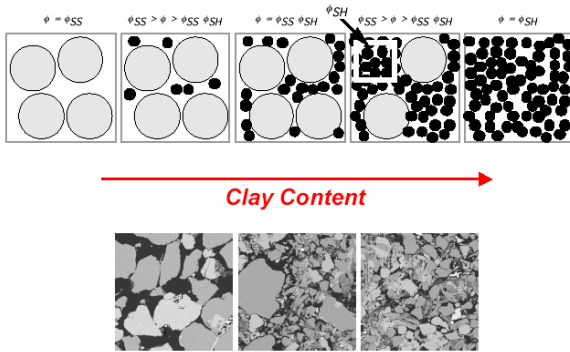 ϕ = ϕSS
ϕSS > ϕ > ϕSS ϕSH
ϕ = ϕSS ϕSH
ϕSS > ϕ > ϕSS ϕSH
ϕ = ϕSH
ϕSH
Clay Content